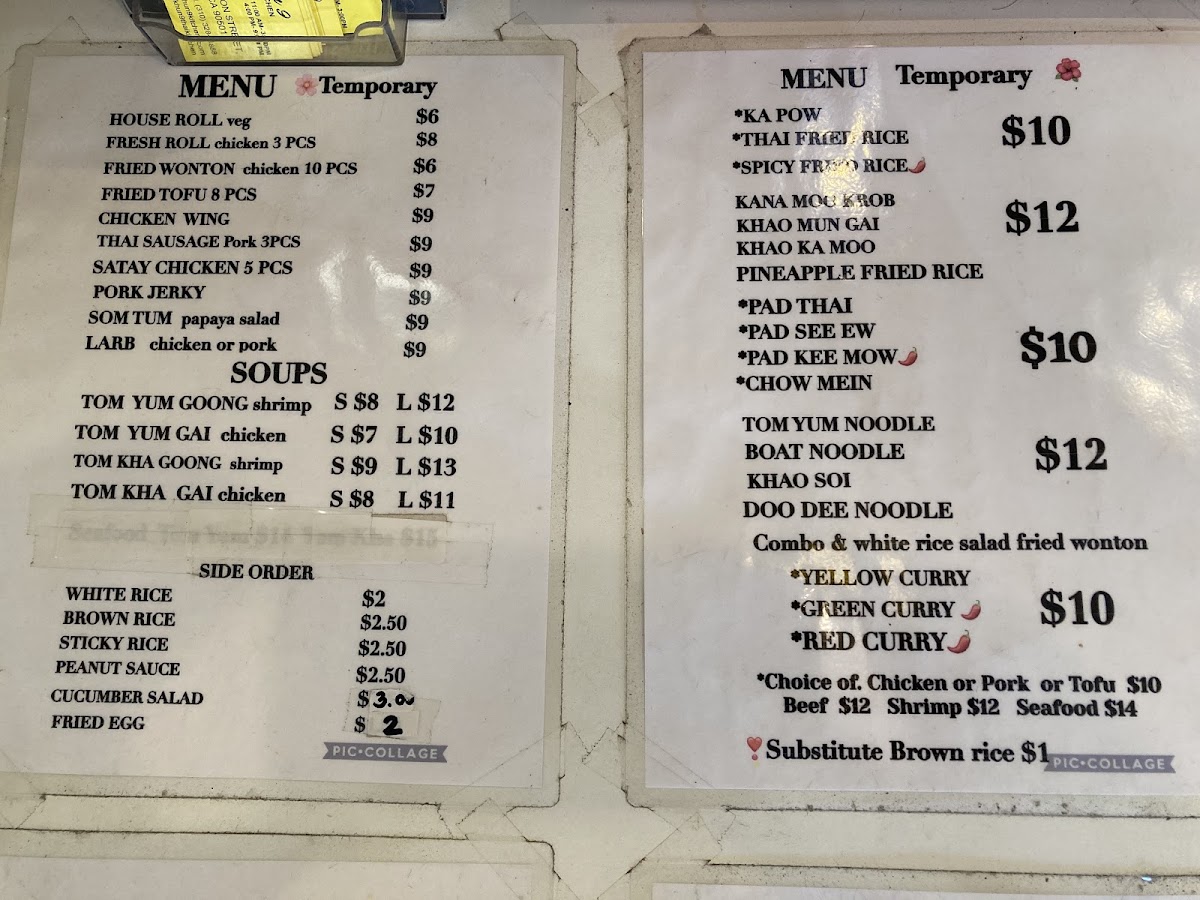 MENU 🌸 Temporary
HOUSE ROLL veg $6
FRESH ROLL chicken 3 PCS $8
FRIED WONTON chicken 10 PCS $6
FRIED TOFU 8 PCS $7
CHICKEN WING $9
THAI SAUSAGE Pork 3PCS $9
SATAY CHICKEN 5 PCS $9
PORK JERKY $9
SOM TUM papaya salad $9
LARB chicken or pork $9
SOUPS
TOM YUM GOONG shrimp S $8 L $12
TOM YUM GAI chicken S $7 L $10
TOM KHA GOONG shrimp S $9 L $13
TOM KHA GAI chicken S $8 L $11
SIDE ORDER
WHITE RICE $2
BROWN RICE $2.50
STICKY RICE $2.50
PEANUT SAUCE $2.50
CUCUMBER SALAD $3.00
FRIED EGG $2
PIC•COLLAGE
MENU Temporary 🌺
*KA POW
*THAI FRIED RICE $10
*SPICY FRIED RICE🌶
KANA MOO KROB
KHAO MUN GAI $12
KHAO KA MOO
PINEAPPLE FRIED RICE
*PAD THAI
*PAD SEE EW
*PAD KEE MOW🌶 $10
*CHOW MEIN
TOM YUM NOODLE
BOAT NOODLE $12
KHAO SOI
DOO DEE NOODLE
Combo & white rice salad fried wonton
*YELLOW CURRY
*GREEN CURRY 🌶 $10
*RED CURRY🌶
*Choice of. Chicken or Pork or Tofu $10
Beef $12 Shrimp $12 Seafood $14
❣Substitute Brown rice $1
PIC•COLLAGE